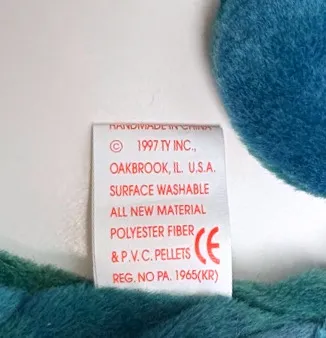 HANDMADE IN CHINA
© 1997 TY INC.,
OAKBROOK, IL. U.S.A.
SURFACE WASHABLE
ALL NEW MATERIAL
POLYESTER FIBER
& P.V.C. PELLETS CE
REG. NO PA. 1965(KR)